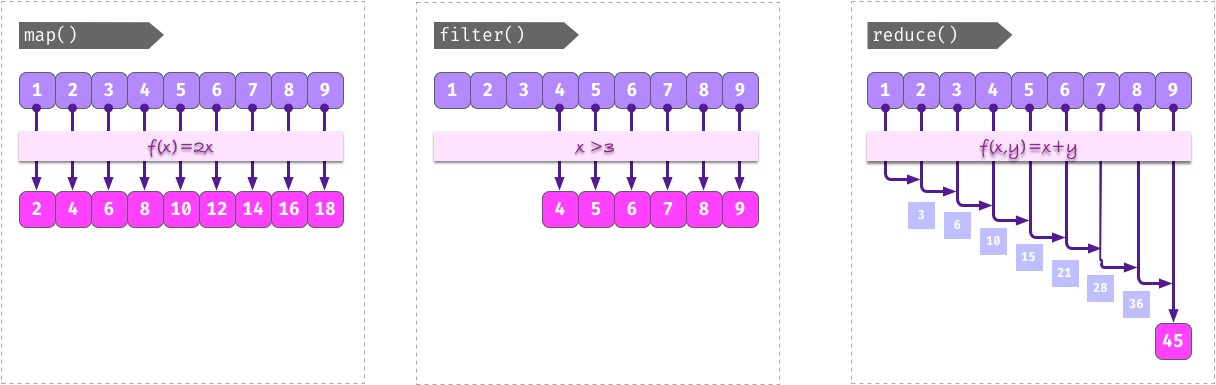 map()
1 2 3 4 5 6 7 8 9
f(x)=2x
2 4 6 8 10 12 14 16 18
filter()
1 2 3 4 5 6 7 8 9
x >3
4 5 6 7 8 9
reduce()
1 2 3 4 5 6 7 8 9
f(x,y)=x+y
3
6
10
15
21
28
36
45